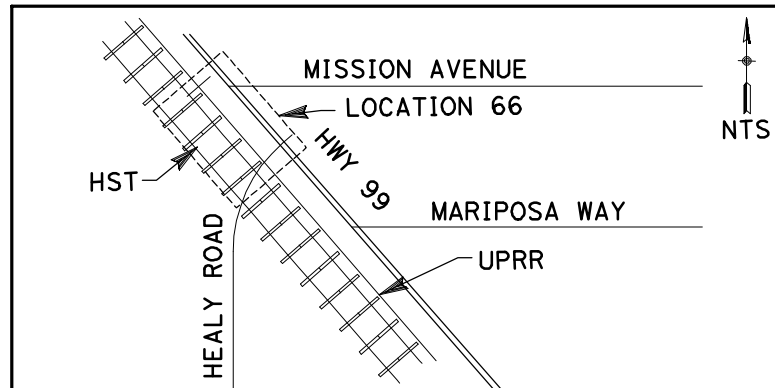 MISSION AVENUE
LOCATION 66
NTS
HWY 99
HST
MARIPOSA WAY
HEALY ROAD
UPRR